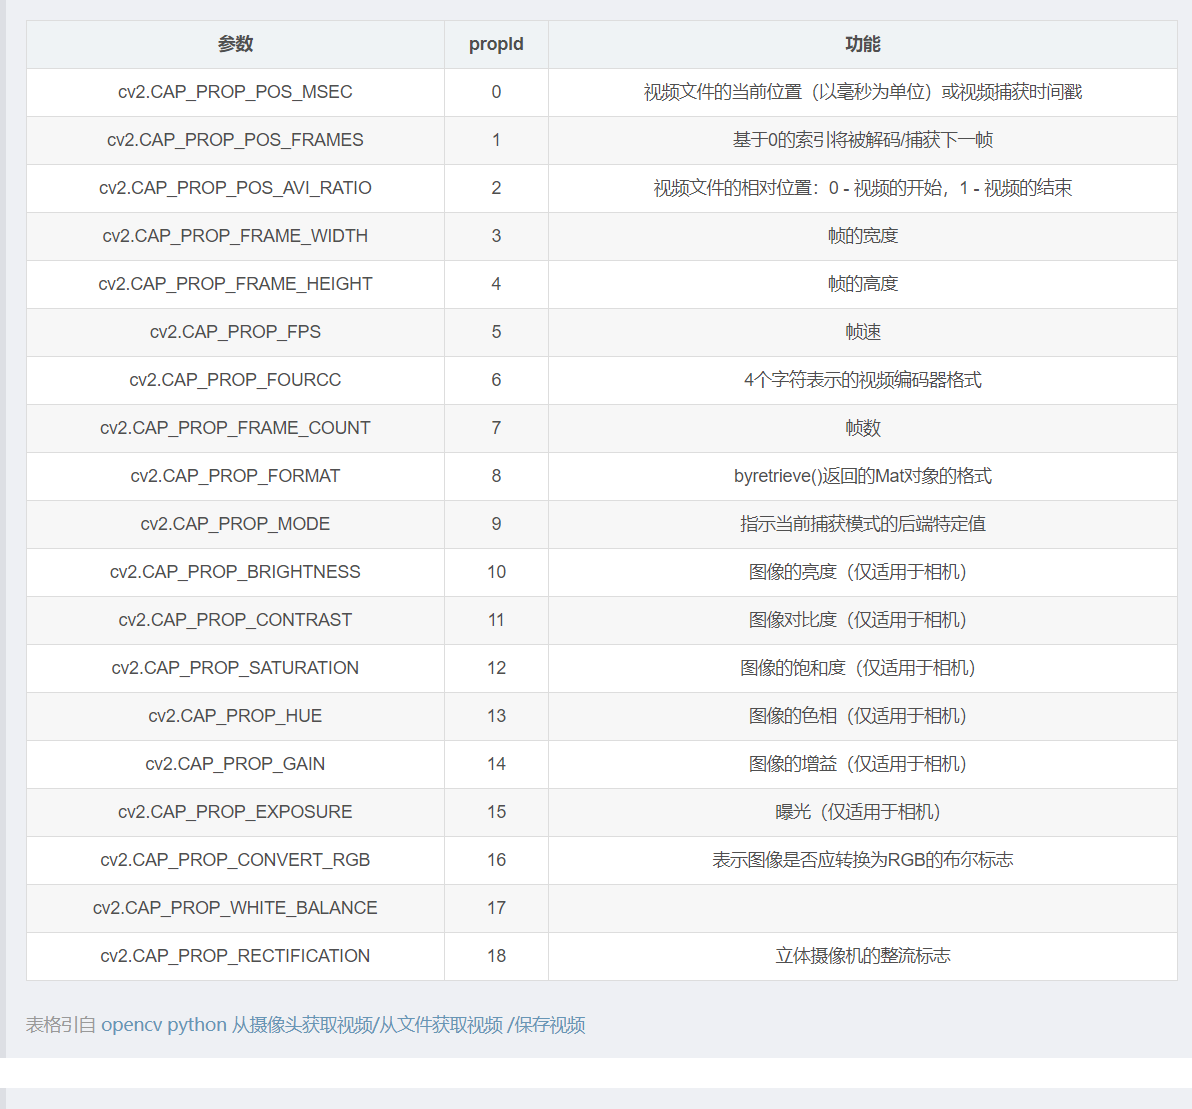 参数 propId 功能
cv2.CAP_PROP_POS_MSEC 0 视频文件的当前位置（以毫秒为单位）或视频捕获时间戳
cv2.CAP_PROP_POS_FRAMES 1 基于0的索引将被解码/捕获下一帧
cv2.CAP_PROP_POS_AVI_RATIO 2 视频文件的相对位置：0 - 视频的开始，1 - 视频的结束
cv2.CAP_PROP_FRAME_WIDTH 3 帧的宽度
cv2.CAP_PROP_FRAME_HEIGHT 4 帧的高度
cv2.CAP_PROP_FPS 5 帧速
cv2.CAP_PROP_FOURCC 6 4个字符表示的视频编码器格式
cv2.CAP_PROP_FRAME_COUNT 7 帧数
cv2.CAP_PROP_FORMAT 8 byretrieve()返回的Mat对象的格式
cv2.CAP_PROP_MODE 9 指示当前捕获模式的后端特定值
cv2.CAP_PROP_BRIGHTNESS 10 图像的亮度（仅适用于相机）
cv2.CAP_PROP_CONTRAST 11 图像对比度（仅适用于相机）
cv2.CAP_PROP_SATURATION 12 图像的饱和度（仅适用于相机）
cv2.CAP_PROP_HUE 13 图像的色相（仅适用于相机）
cv2.CAP_PROP_GAIN 14 图像的增益（仅适用于相机）
cv2.CAP_PROP_EXPOSURE 15 曝光（仅适用于相机）
cv2.CAP_PROP_CONVERT_RGB 16 表示图像是否应转换为RGB的布尔标志
cv2.CAP_PROP_WHITE_BALANCE 17
cv2.CAP_PROP_RECTIFICATION 18 立体摄像机的整流标志
表格引自 opencv python 从摄像头获取视频/从文件获取视频 /保存视频